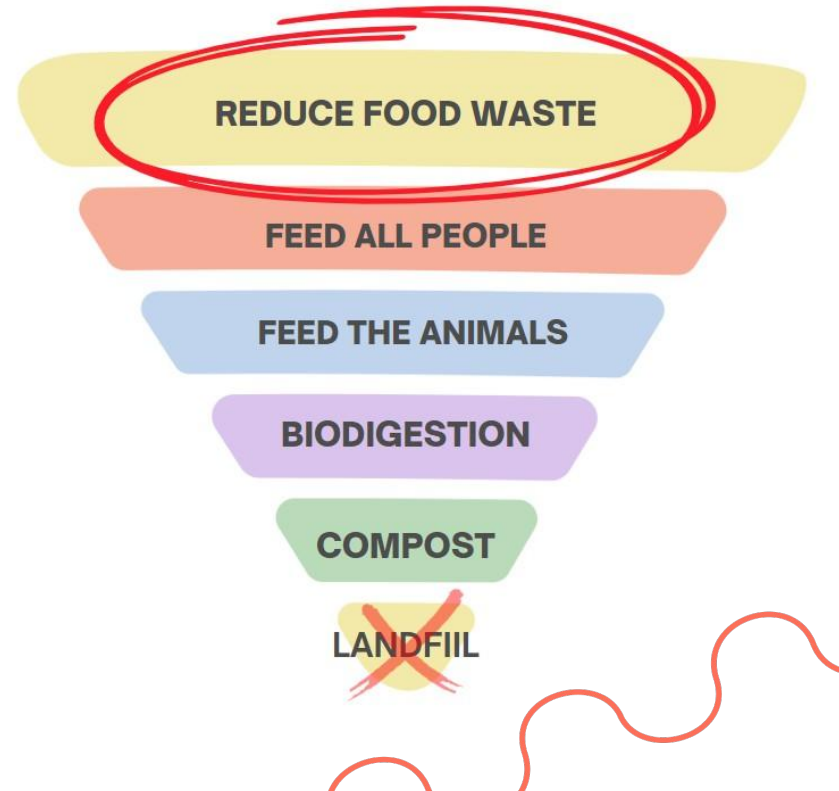 REDUCE FOOD WASTE
FEED ALL PEOPLE
FEED THE ANIMALS
BIODIGESTION
COMPOST
LANDFIIL